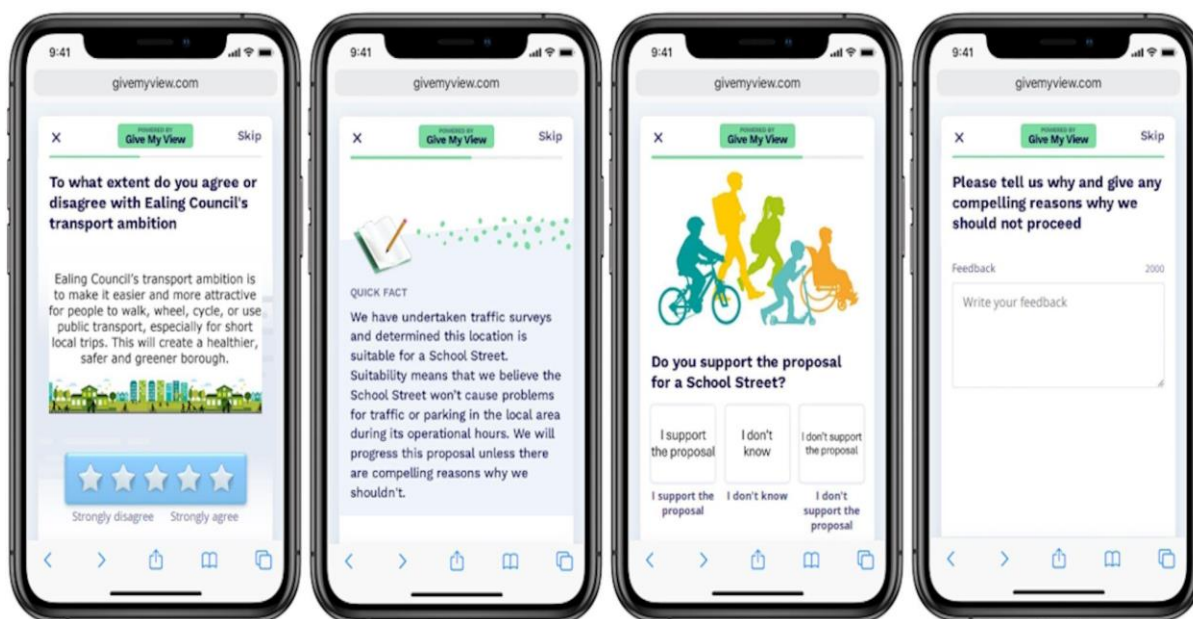 9:41
givemyview.com
X
POWERED BY
Give My View
Skip
To what extent do you agree or
disagree with Ealing Council's
transport ambition
Ealing Council's transport ambition is
to make it easier and more attractive
for people to walk, wheel, cycle, or use
public transport, especially for short
local trips. This will create a healthier,
safer and greener borough.
Strongly disagree Strongly agree
9:41
givemyview.com
X
POWERED BY
Give My View
Skip
QUICK FACT
We have undertaken traffic surveys
and determined this location is
suitable for a School Street.
Suitability means that we believe the
School Street won't cause problems
for traffic or parking in the local area
during its operational hours. We will
progress this proposal unless there
are compelling reasons why we
shouldn't.
9:41
givemyview.com
X
POWERED BY
Give My View
Skip
Do you support the proposal
for a School Street?
I support
the proposal
I don't
know
I don't support
the proposal
I support the
proposal
I don't know
I don't
support the
proposal
9:41
givemyview.com
X
POWERED BY
Give My View
Skip
Please tell us why and give any
compelling reasons why we
should not proceed
Feedback 2000
Write your feedback